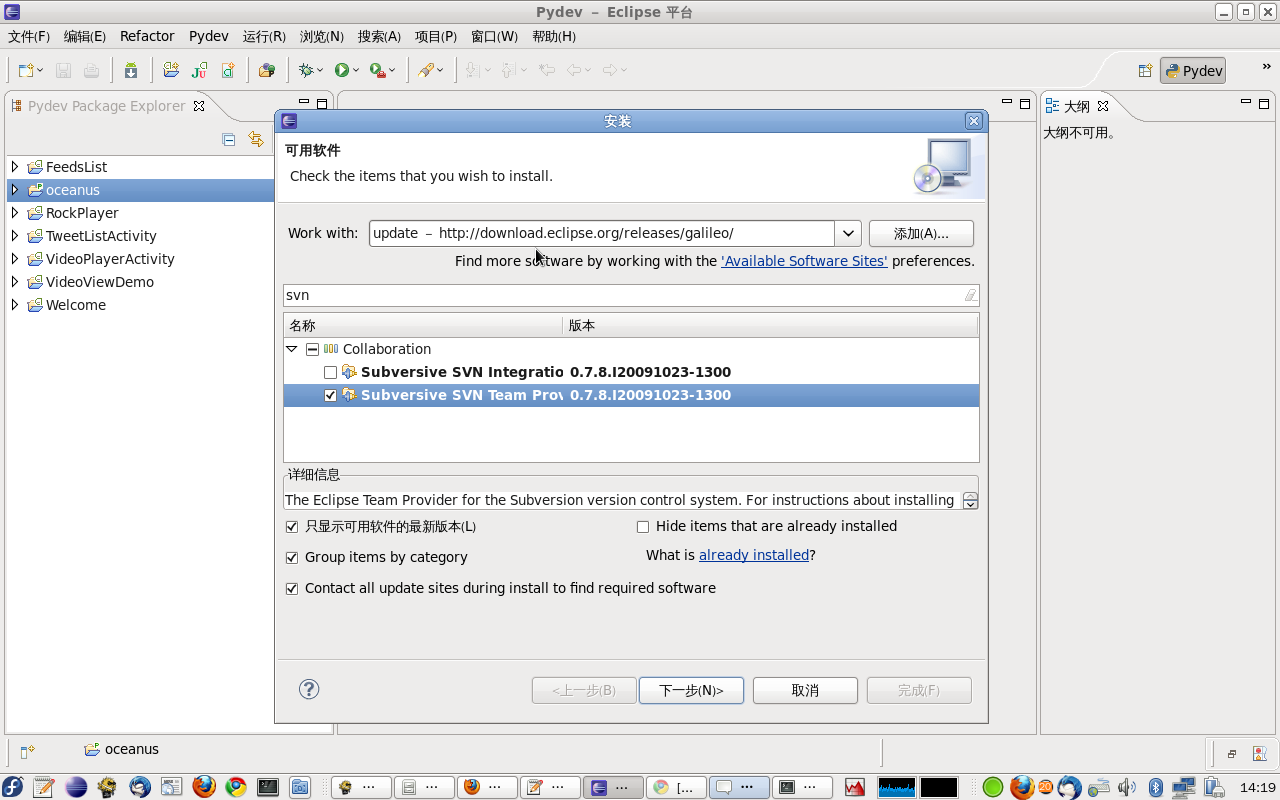 Pydev – Eclipse 平台
文件(F) 编辑(E) Refactor Pydev 运行(R) 浏览(N) 搜索(A) 项目(P) 窗口(W) 帮助(H)
Pydev
Pydev Package Explorer
FeedsList
oceanus
RockPlayer
TweetListActivity
VideoPlayerActivity
VideoViewDemo
Welcome
大纲
大纲不可用。
安装
可用软件
Check the items that you wish to install.
Work with: update – http://download.eclipse.org/releases/galileo/ 添加(A)...
Find more software by working with the 'Available Software Sites' preferences.
svn
名称 版本
Collaboration
Subversive SVN Integratio 0.7.8.I20091023-1300
Subversive SVN Team Prov 0.7.8.I20091023-1300
详细信息
The Eclipse Team Provider for the Subversion version control system. For instructions about installing
只显示可用软件的最新版本(L) Hide items that are already installed
Group items by category What is already installed?
Contact all update sites during install to find required software
<上一步(B) 下一步(N)> 取消 完成(F)
oceanus
... ... ... ... ... [... ... ... 20 14:19